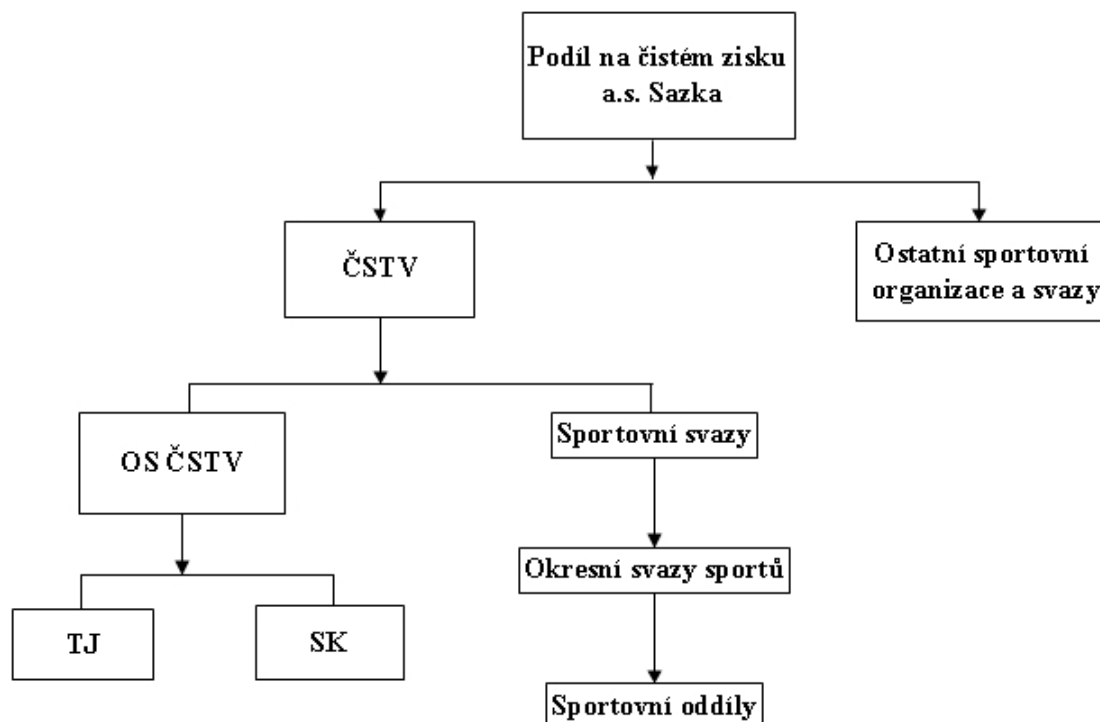 Podíl na čistém zisku
a.s. Sazka
ČSTV
Ostatní sportovní
organizace a svazy
OS ČSTV
Sportovní svazy
Okresní svazy sportů
TJ
SK
Sportovní oddíly